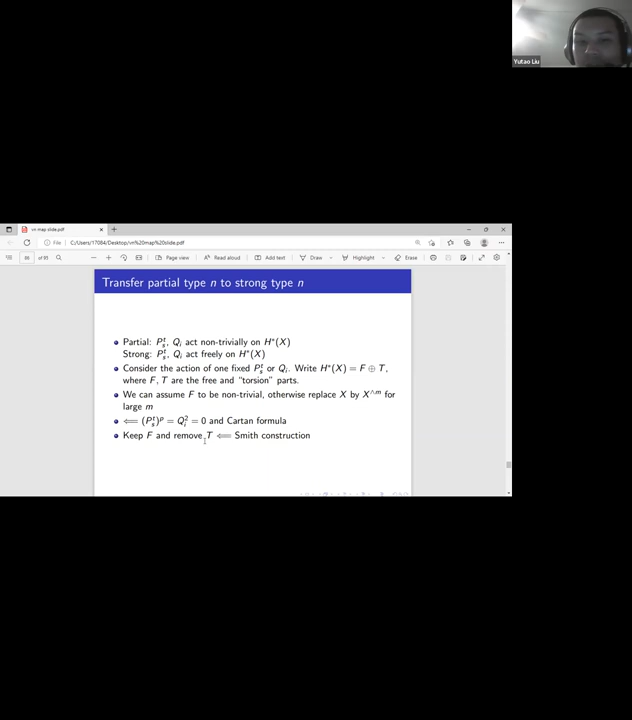 Yutao Liu
vn map slide.pdf
File | C:/Users/17084/Desktop/vn%20map%20slide.pdf
of 95 Page view Read aloud Add text Draw Highlight Erase
Transfer partial type n to strong type n
Partial: P_s^t, Q_i act non-trivially on H*(X)
Strong: P_s^t, Q_i act freely on H*(X)
Consider the action of one fixed P_s^t or Q_i. Write H*(X) = F ⊕ T,
where F, T are the free and "torsion" parts.
We can assume F to be non-trivial, otherwise replace X by X^∧m for
large m
⟸ (P_s^t)^p = Q_i^2 = 0 and Cartan formula
Keep F and remove T ⟸ Smith construction